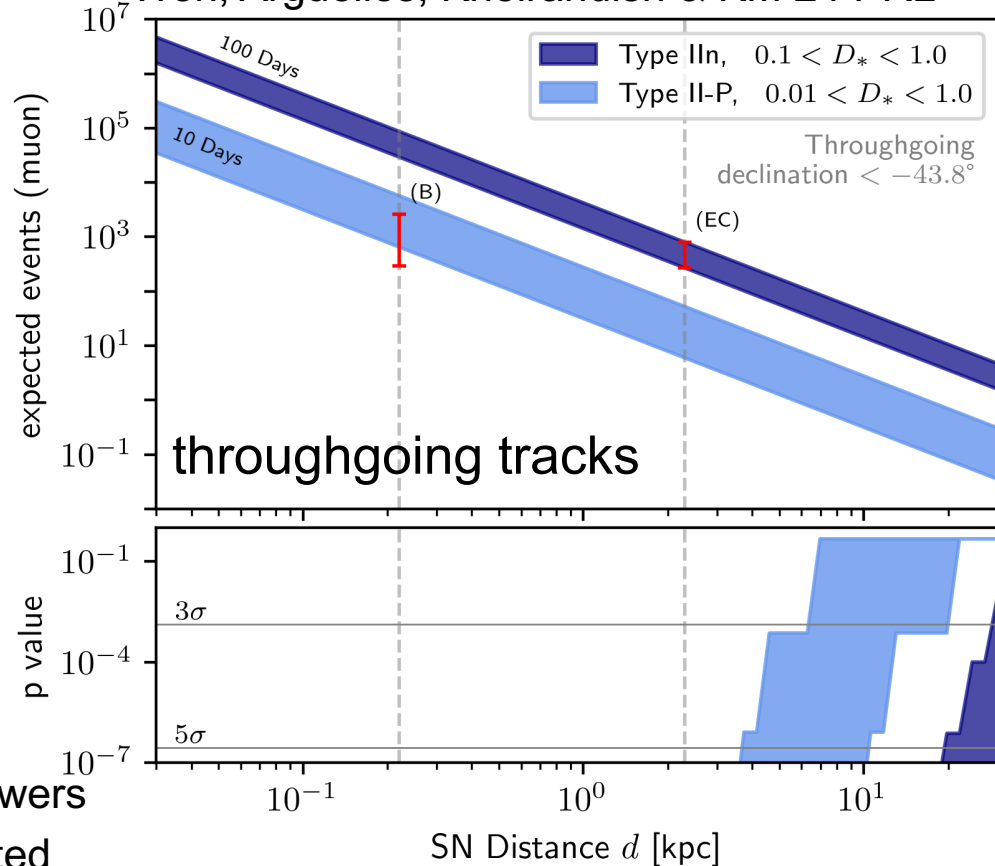 10^7
100 Days
Type IIn, 0.1 < D_* < 1.0
Type II-P, 0.01 < D_* < 1.0
10^5
10 Days
Throughgoing
declination < −43.8°
(B)
(EC)
10^3
expected events (muon)
10^1
10^−1
throughgoing tracks
10^−1
3σ
p value
10^−4
5σ
10^−7
10^−1
10^0
10^1
SN Distance d [kpc]